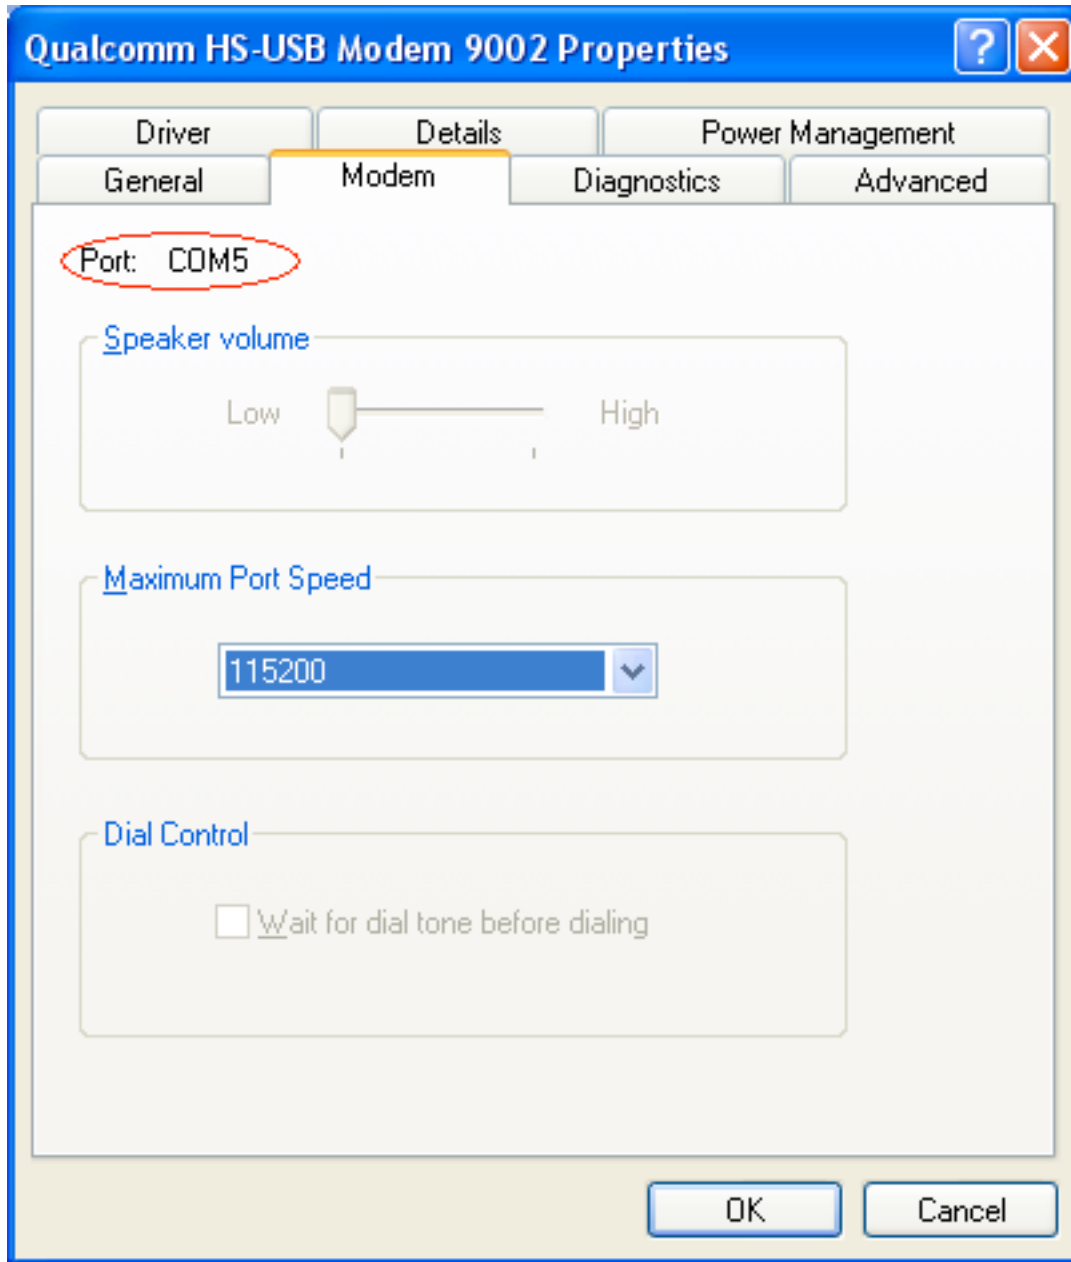 Qualcomm HS-USB Modem 9002 Properties
Driver Details Power Management
General Modem Diagnostics Advanced
Port: COM5
Speaker volume
Low High
Maximum Port Speed
115200
Dial Control
Wait for dial tone before dialing
OK Cancel